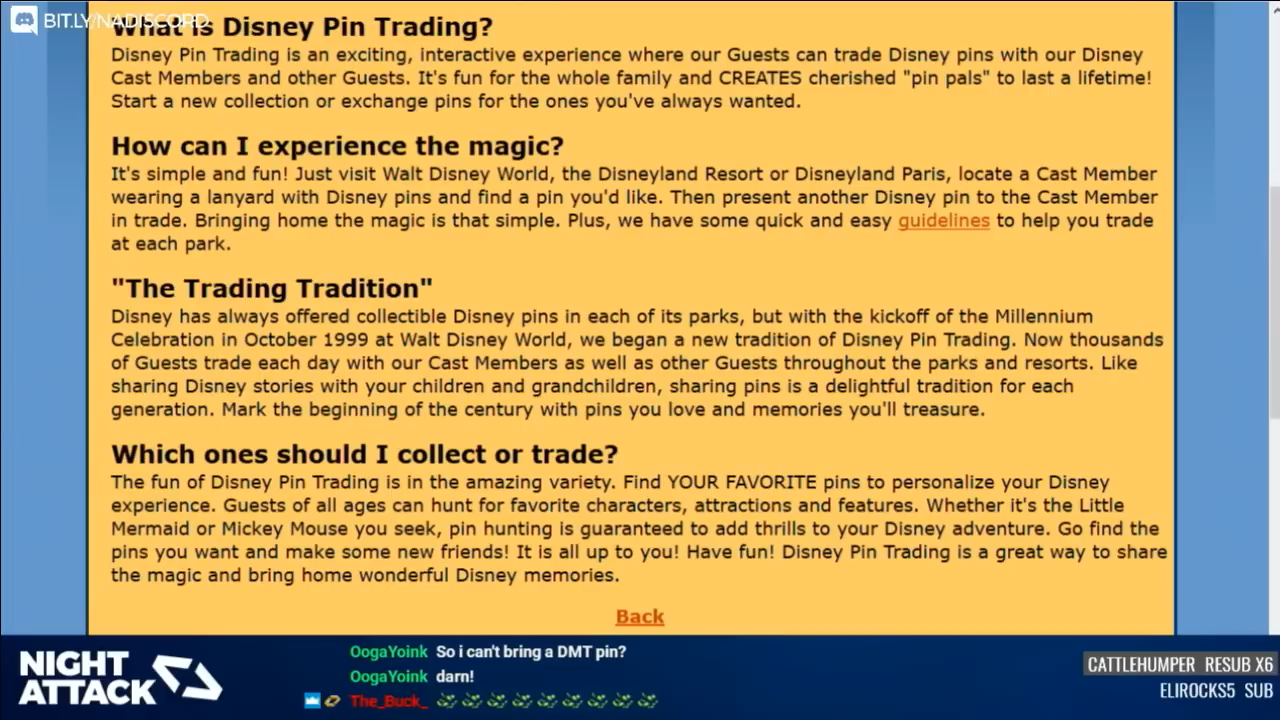 BIT.LY/NADISCORD
What is Disney Pin Trading?
Disney Pin Trading is an exciting, interactive experience where our Guests can trade Disney pins with our Disney
Cast Members and other Guests. It's fun for the whole family and CREATES cherished "pin pals" to last a lifetime!
Start a new collection or exchange pins for the ones you've always wanted.
How can I experience the magic?
It's simple and fun! Just visit Walt Disney World, the Disneyland Resort or Disneyland Paris, locate a Cast Member
wearing a lanyard with Disney pins and find a pin you'd like. Then present another Disney pin to the Cast Member
in trade. Bringing home the magic is that simple. Plus, we have some quick and easy guidelines to help you trade
at each park.
"The Trading Tradition"
Disney has always offered collectible Disney pins in each of its parks, but with the kickoff of the Millennium
Celebration in October 1999 at Walt Disney World, we began a new tradition of Disney Pin Trading. Now thousands
of Guests trade each day with our Cast Members as well as other Guests throughout the parks and resorts. Like
sharing Disney stories with your children and grandchildren, sharing pins is a delightful tradition for each
generation. Mark the beginning of the century with pins you love and memories you'll treasure.
Which ones should I collect or trade?
The fun of Disney Pin Trading is in the amazing variety. Find YOUR FAVORITE pins to personalize your Disney
experience. Guests of all ages can hunt for favorite characters, attractions and features. Whether it's the Little
Mermaid or Mickey Mouse you seek, pin hunting is guaranteed to add thrills to your Disney adventure. Go find the
pins you want and make some new friends! It is all up to you! Have fun! Disney Pin Trading is a great way to share
the magic and bring home wonderful Disney memories.
Back
NIGHT
ATTACK
OogaYoink So i can't bring a DMT pin?
OogaYoink darn!
The_Buck_
CATTLEHUMPER RESUB X6
ELIROCKS5 SUB